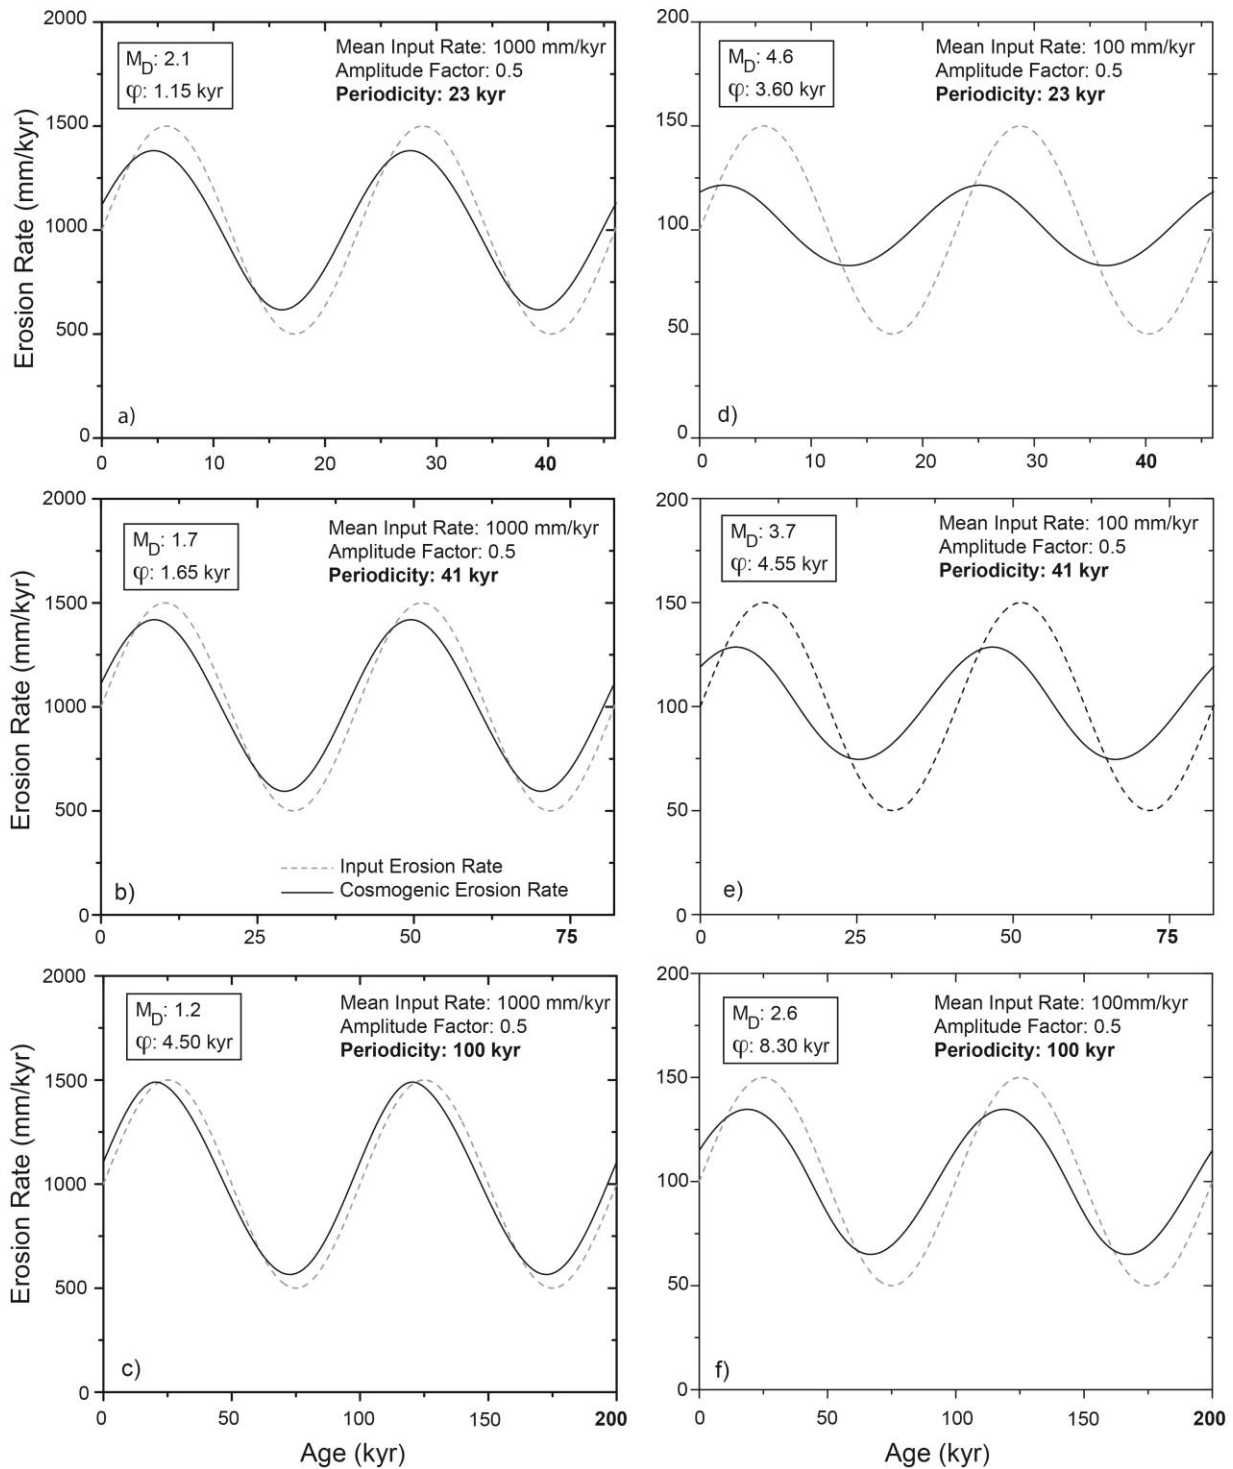 2000
1500
1000
500
0
Erosion Rate (mm/kyr)
M_D: 2.1
φ: 1.15 kyr
Mean Input Rate: 1000 mm/kyr
Amplitude Factor: 0.5
Periodicity: 23 kyr
a)
0 10 20 30 40
200
150
100
50
0
M_D: 4.6
φ: 3.60 kyr
Mean Input Rate: 100 mm/kyr
Amplitude Factor: 0.5
Periodicity: 23 kyr
d)
0 10 20 30 40
2000
1500
1000
500
0
Erosion Rate (mm/kyr)
M_D: 1.7
φ: 1.65 kyr
Mean Input Rate: 1000 mm/kyr
Amplitude Factor: 0.5
Periodicity: 41 kyr
Input Erosion Rate
Cosmogenic Erosion Rate
b)
0 25 50 75
200
150
100
50
0
M_D: 3.7
φ: 4.55 kyr
Mean Input Rate: 100 mm/kyr
Amplitude Factor: 0.5
Periodicity: 41 kyr
e)
0 25 50 75
2000
1500
1000
500
0
Erosion Rate (mm/kyr)
M_D: 1.2
φ: 4.50 kyr
Mean Input Rate: 1000 mm/kyr
Amplitude Factor: 0.5
Periodicity: 100 kyr
c)
0 50 100 150 200
Age (kyr)
200
150
100
50
0
M_D: 2.6
φ: 8.30 kyr
Mean Input Rate: 100mm/kyr
Amplitude Factor: 0.5
Periodicity: 100 kyr
f)
0 50 100 150 200
Age (kyr)